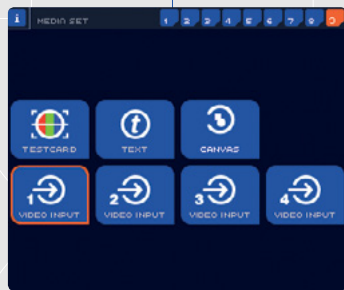 i MEDIA SET 1 2 3 4 5 6 7 8 9
TESTCARD TEXT CANVAS
1 VIDEO INPUT 2 VIDEO INPUT 3 VIDEO INPUT 4 VIDEO INPUT